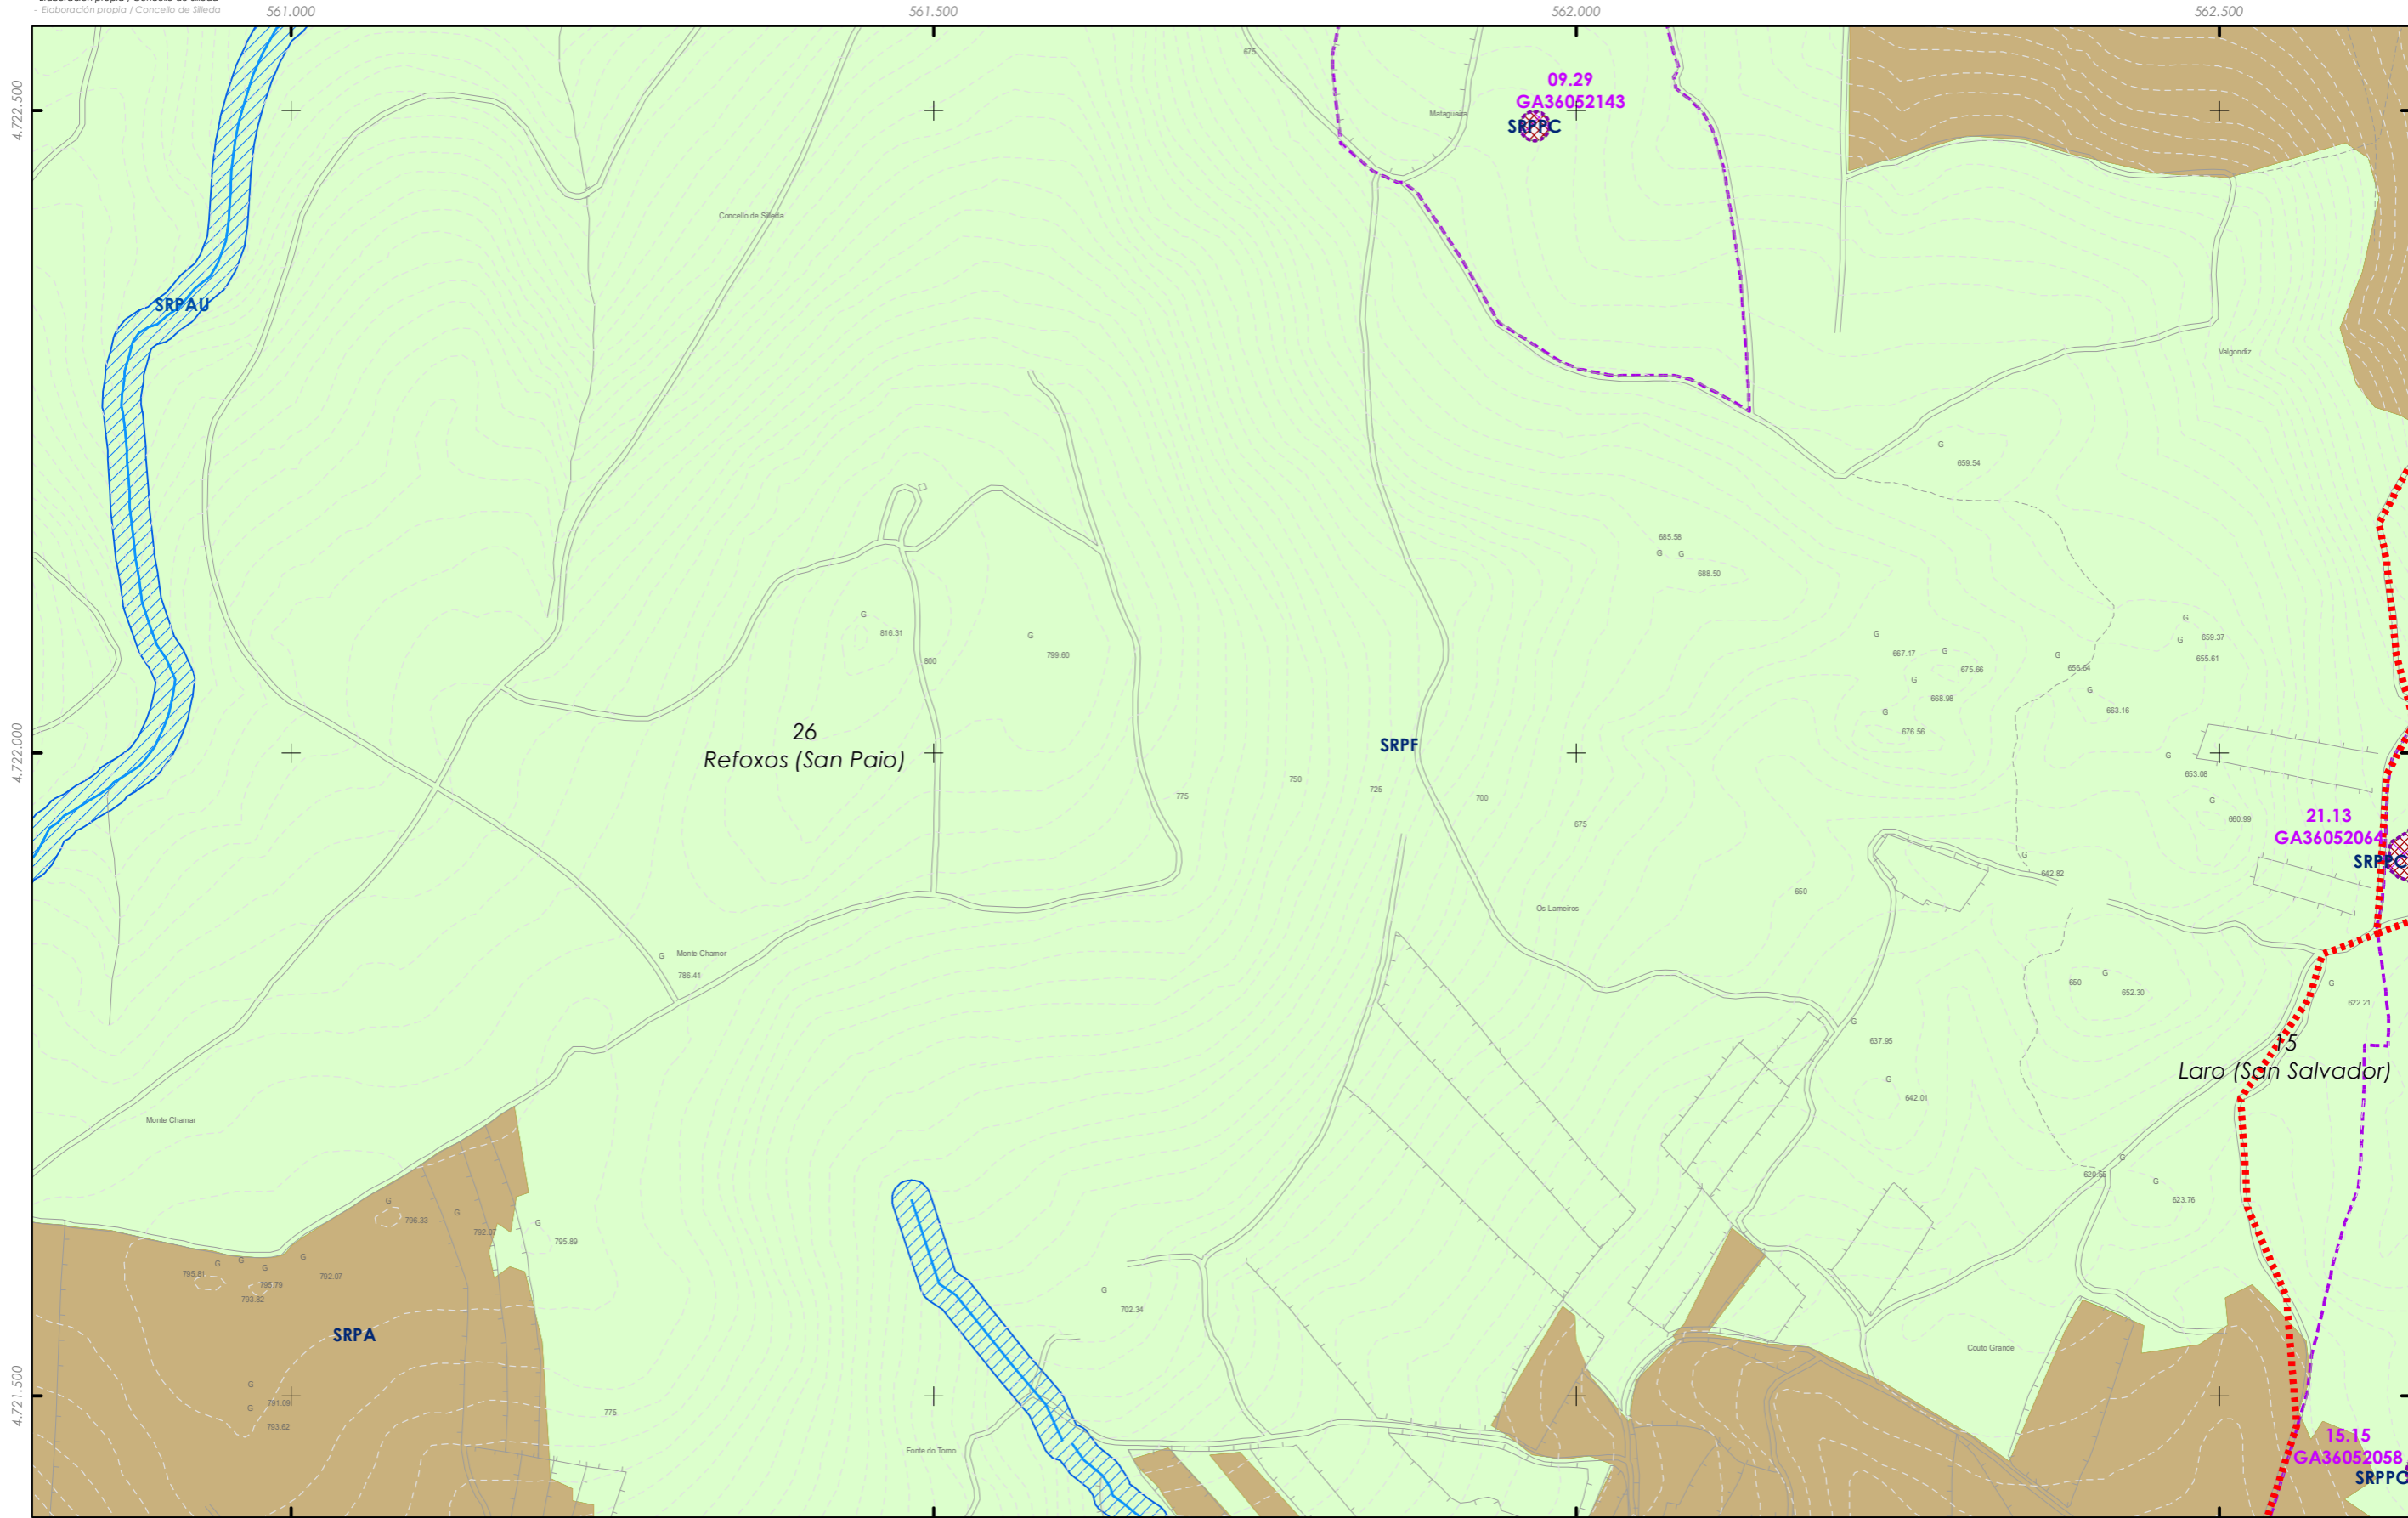 - Elaboración propia / Concello de Silleda
561.000
561.500
562.000
562.500
4.722.500
4.722.000
4.721.500
675
09.29
GA36052143
Matagueira
SRPPC
Concello de Silleda
SRPAU
Valgondiz
659.54
G
685.58
G G
688.50
G
816.31
G
799.60
800
G
667.17
G
675.66
G
668.98
G
676.56
G
656.64
G
663.16
G
659.37
G
655.61
26
Refoxos (San Paio)
SRPF
G
653.08
G
660.99
775
750
725
700
675
21.13
GA36052064
SRPPC
G
642.82
650
Os Lameiros
G
Monte Chamor
786.41
650
G
652.30
G
622.21
G
637.95
15
Laro (San Salvador)
G
642.01
Monte Chamar
G
620.55
G
623.76
G
796.33
G
792.07
G
795.89
G
795.81
G
795.79
G
793.82
G
792.07
G
702.34
SRPA
Couto Grande
G
781.09
G
793.62
775
Fonte do Tomo
15.15
GA36052058
SRPPC